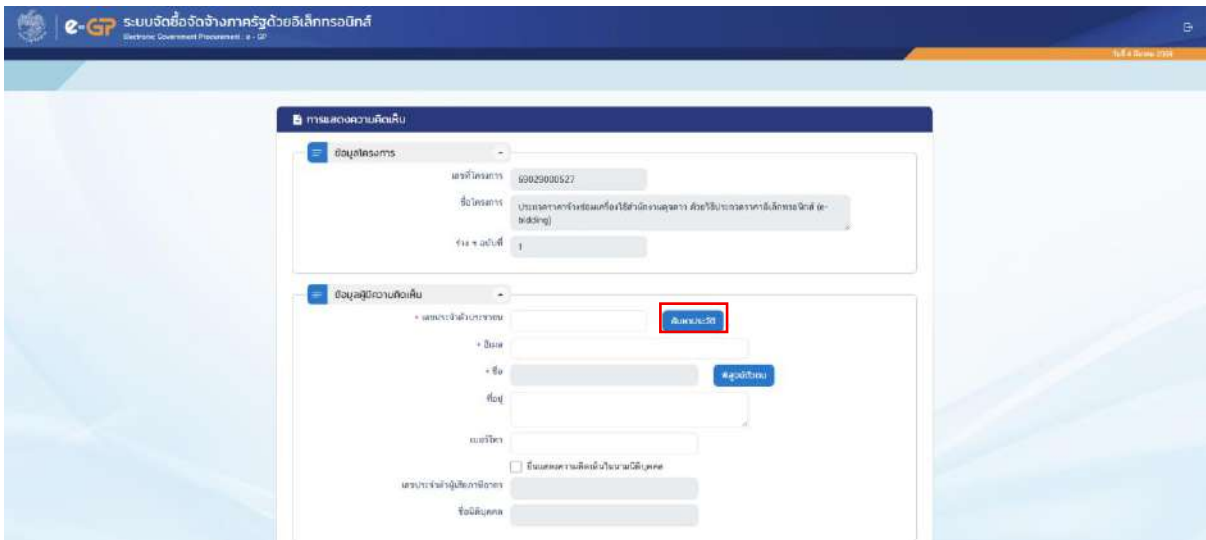 e-GP ระบบจัดซื้อจัดจ้างภาครัฐด้วยอิเล็กทรอนิกส์
Electronic Government Procurement : e - GP
การแสดงความคิดเห็น
ข้อมูลโครงการ
เลขที่โครงการ 69029000527
ชื่อโครงการ ประกวดราคาจ้างซ่อมเครื่องใช้สำนักงานศุลกากร ด้วยวิธีประกวดราคาอิเล็กทรอนิกส์ (e-
bidding)
ร่าง ฯ ฉบับที่ 1
ข้อมูลผู้มีความคิดเห็น
* เลขประจำตัวประชาชน ค้นหาประวัติ
* อีเมล
* ชื่อ พิสูจน์ตัวตน
ที่อยู่
เบอร์โทร
ยื่นแสดงความคิดเห็นในนามนิติบุคคล
เลขประจำตัวผู้เสียภาษีอากร
ชื่อนิติบุคคล